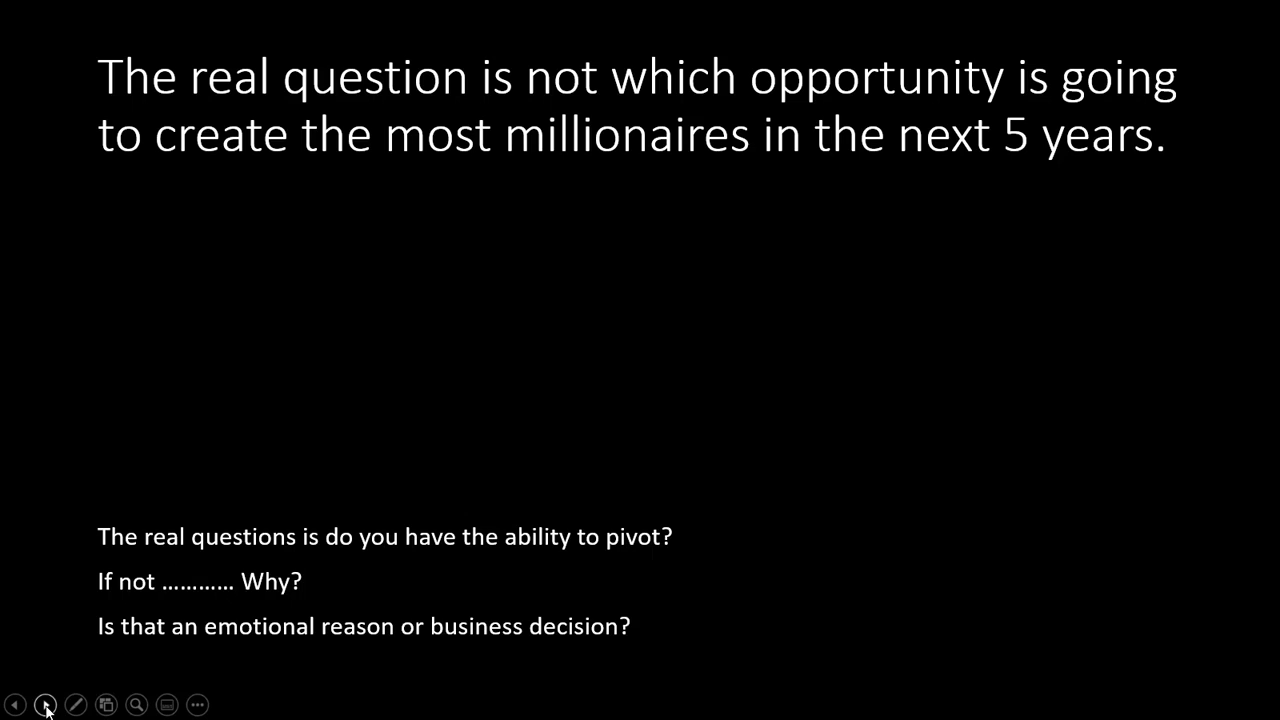 The real question is not which opportunity is going
to create the most millionaires in the next 5 years.
The real questions is do you have the ability to pivot?
If not ………… Why?
Is that an emotional reason or business decision?